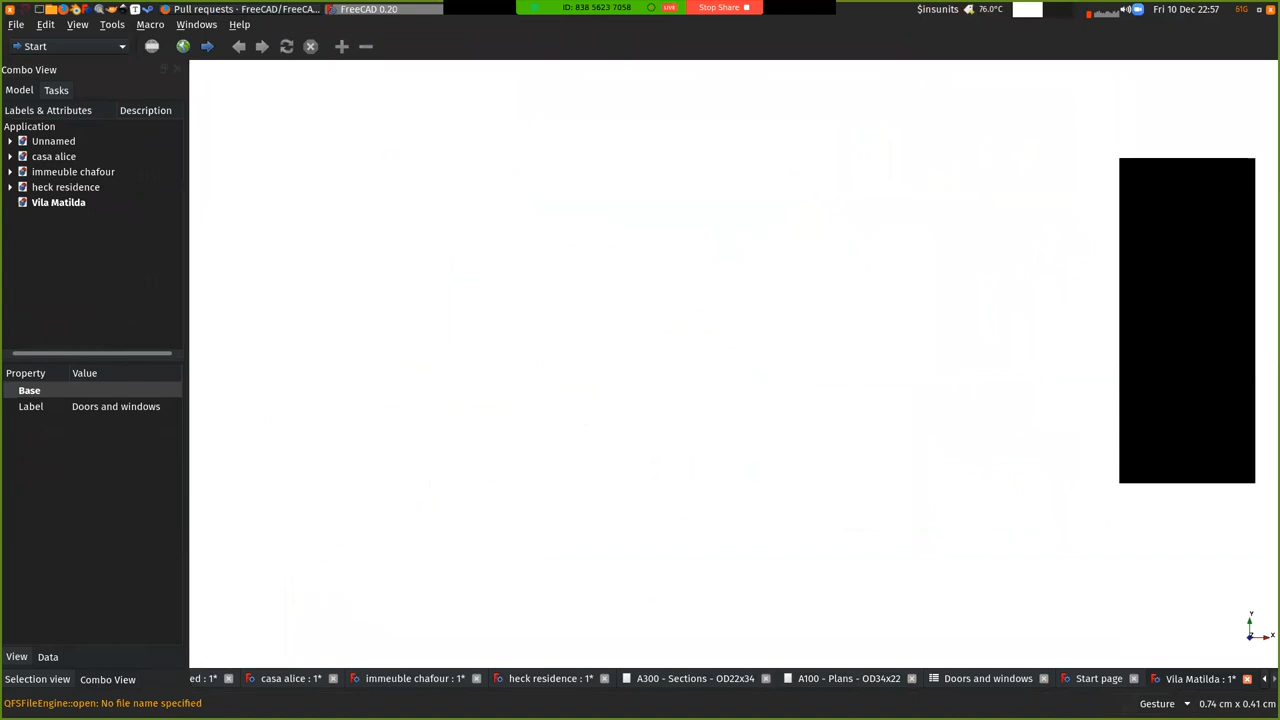 Pull requests · FreeCAD/FreeCA...
FreeCAD 0.20
ID: 838 5623 7058
LIVE
Stop Share
$insunits
76.0°C
Fri 10 Dec 22:57
61G
File Edit View Tools Macro Windows Help
Start
Combo View
Model Tasks
Labels & Attributes Description
Application
Unnamed
casa alice
immeuble chafour
heck residence
Vila Matilda
Property Value
Base
Label Doors and windows
View Data
Selection view Combo View
ed : 1* casa alice : 1* immeuble chafour : 1* heck residence : 1* A300 - Sections - OD22x34 A100 - Plans - OD34x22 Doors and windows Start page Vila Matilda : 1*
Y
Z
X
QFSFileEngine::open: No file name specified
Gesture 0.74 cm x 0.41 cm